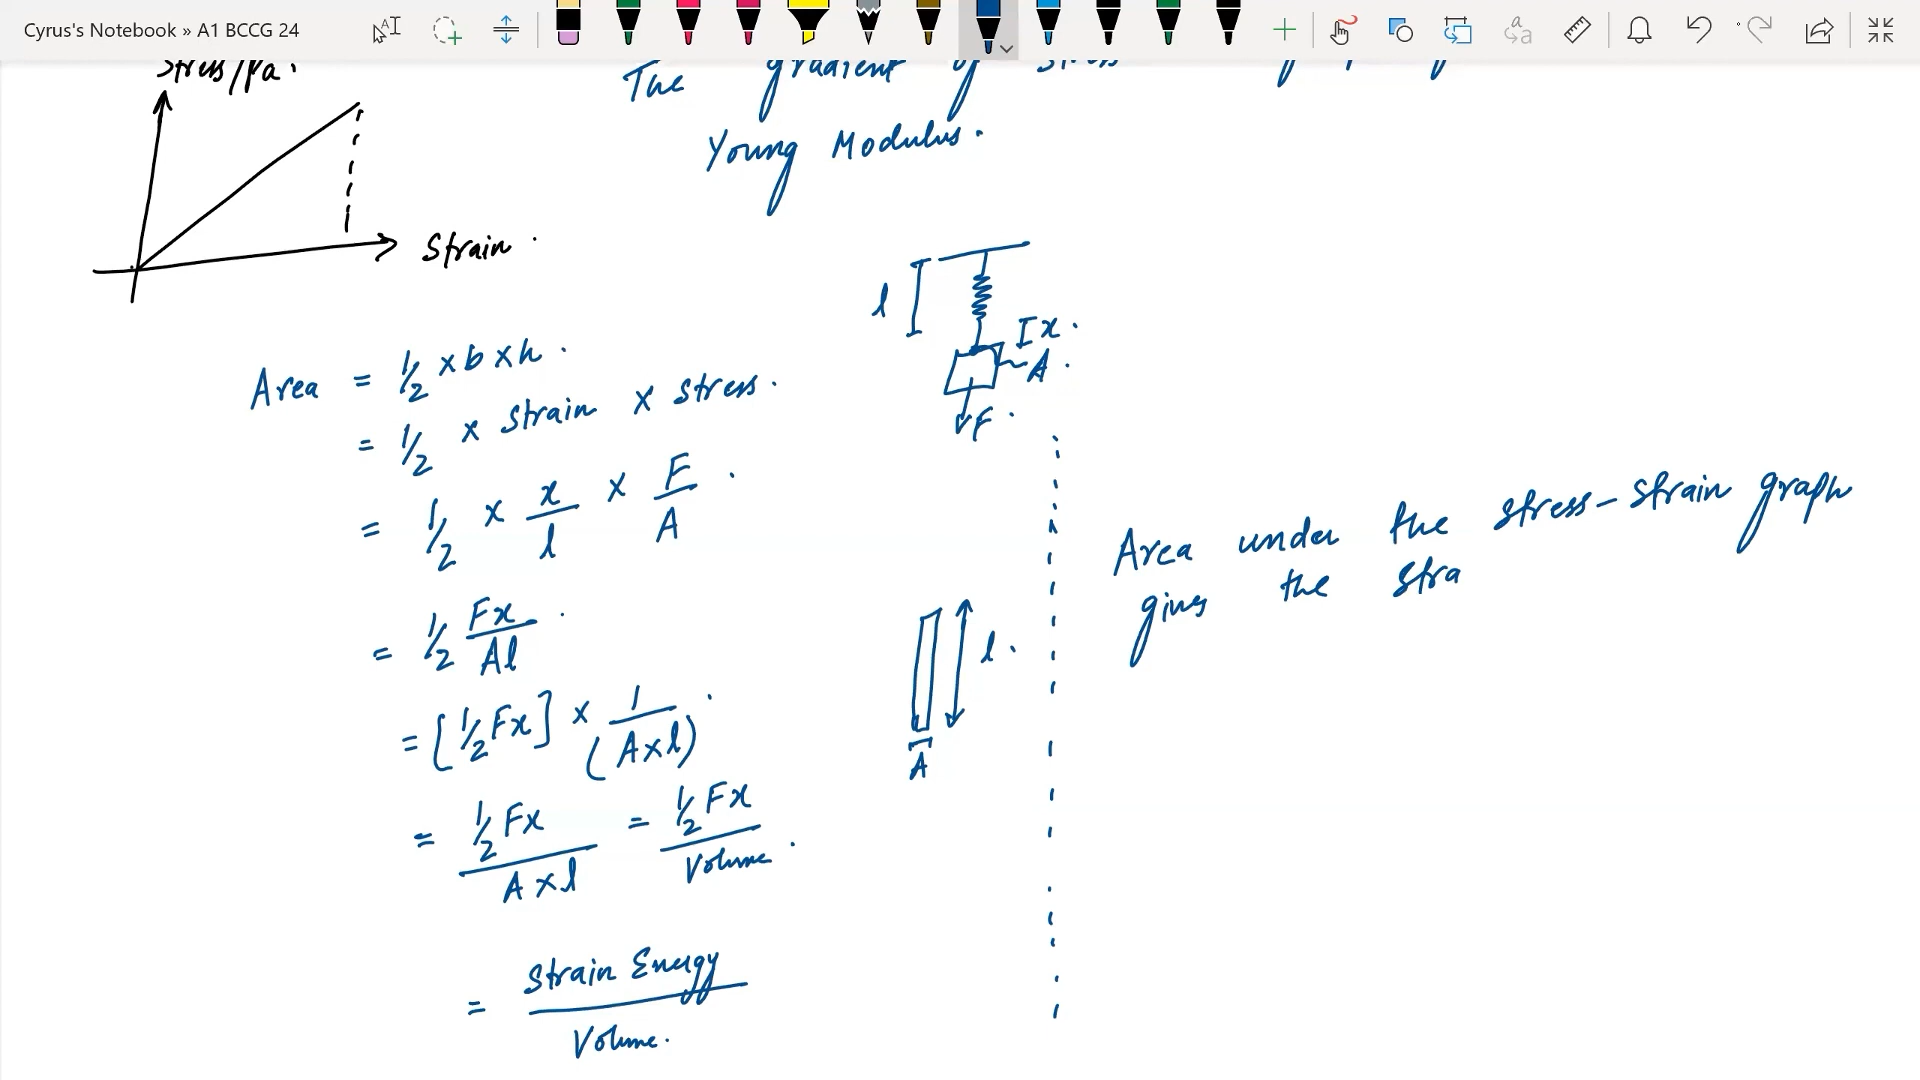 Cyrus's Notebook » A1 BCCG 24
Stress/Pa.
The gradient of stress
Young Modulus.
Strain.
l
x.
A.
F.
Area = 1/2 × b × h.
= 1/2 × strain × stress.
= 1/2 × x/l × F/A.
= 1/2 Fx/Al.
= [1/2 Fx] × 1/(A×l).
= 1/2 Fx/A×l = 1/2 Fx/Volume.
= Strain Energy/Volume.
l.
A
Area under the stress-strain graph
gives the stra